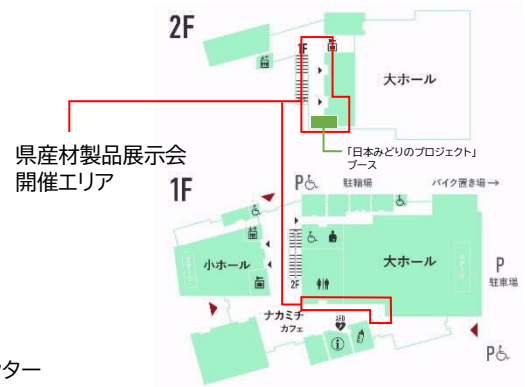 2F
1F
大ホール
県産材製品展示会
開催エリア
「日本みどりのプロジェクト」
ブース
1F
P
駐輪場
バイク置き場→
小ホール
大ホール
2F
P
駐車場
ナカミチ
カフェ
AED
P
ター